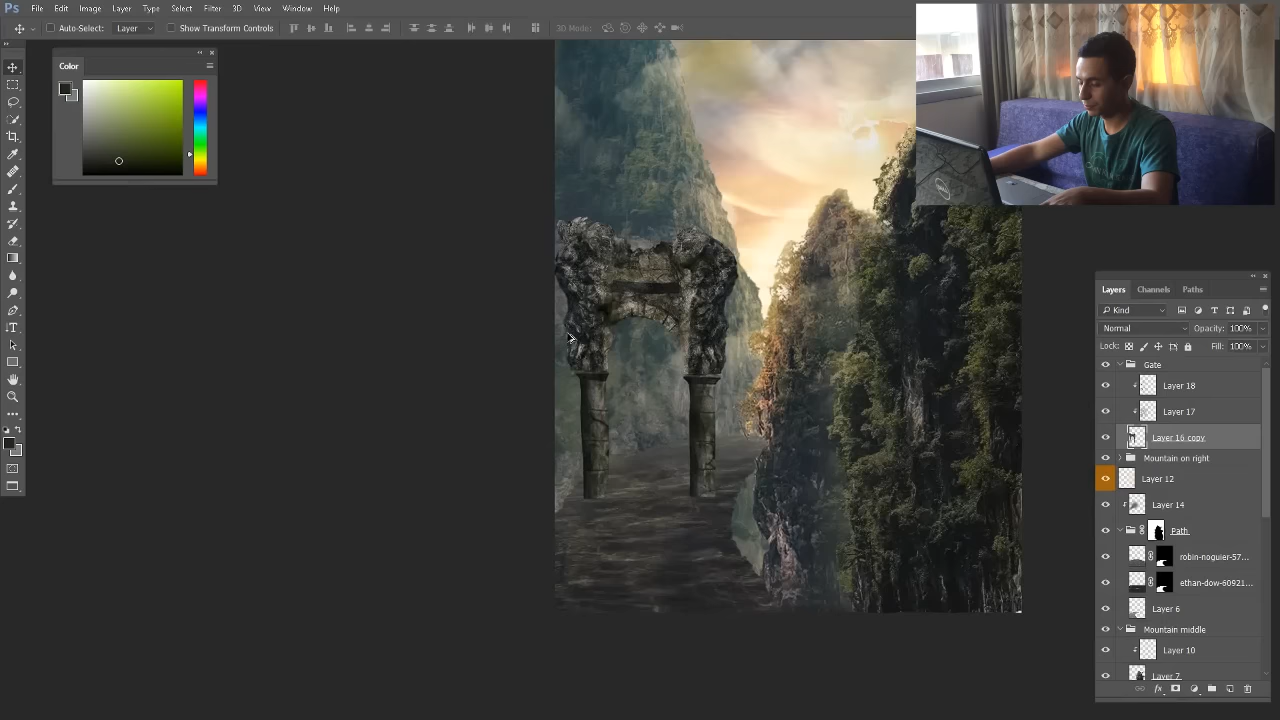 Ps File Edit Image Layer Type Select Filter 3D View Window Help
Auto-Select: Layer Show Transform Controls 3D Mode:
Color
Layers Channels Paths
Kind
Normal Opacity: 100%
Lock: Fill: 100%
Gate
Layer 18
Layer 17
Layer 16 copy
Mountain on right
Layer 12
Layer 14
Path
robin-noguier-57...
ethan-dow-60921...
Layer 6
Mountain middle
Layer 10
Layer 7
fx
DELL